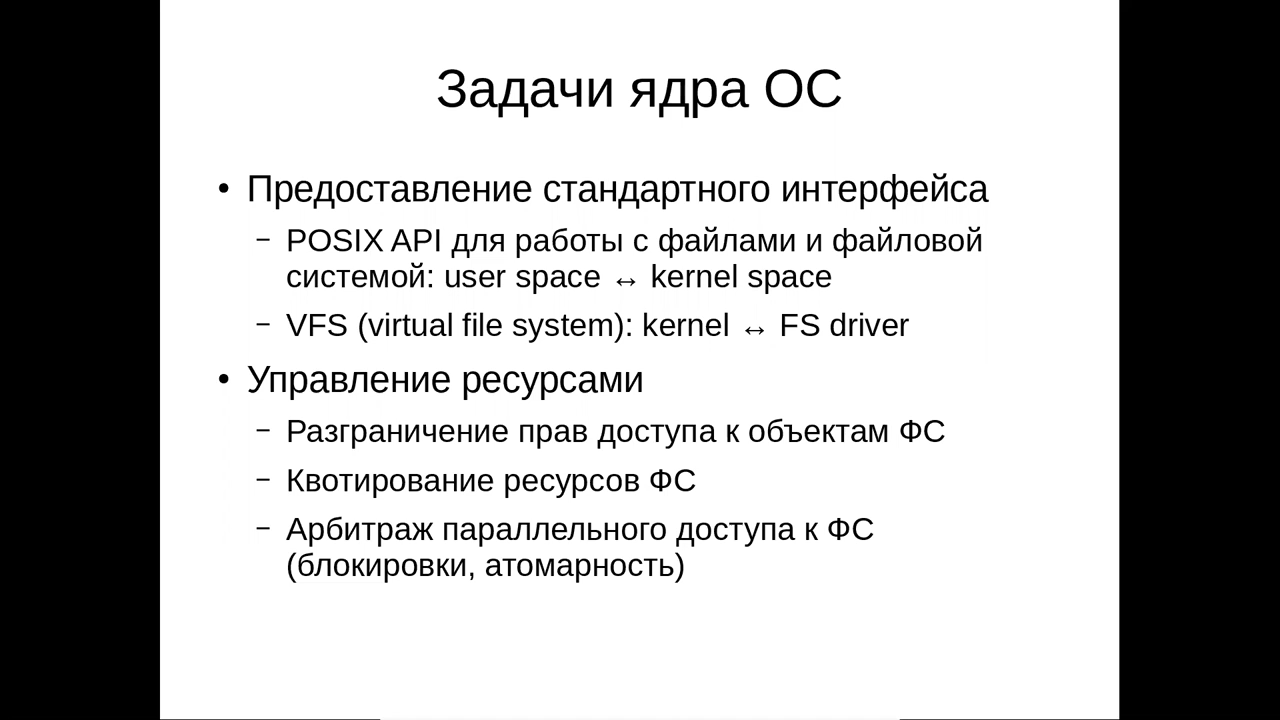 Задачи ядра ОС
• Предоставление стандартного интерфейса
– POSIX API для работы с файлами и файловой
системой: user space ↔ kernel space
– VFS (virtual file system): kernel ↔ FS driver
• Управление ресурсами
– Разграничение прав доступа к объектам ФС
– Квотирование ресурсов ФС
– Арбитраж параллельного доступа к ФС
(блокировки, атомарность)